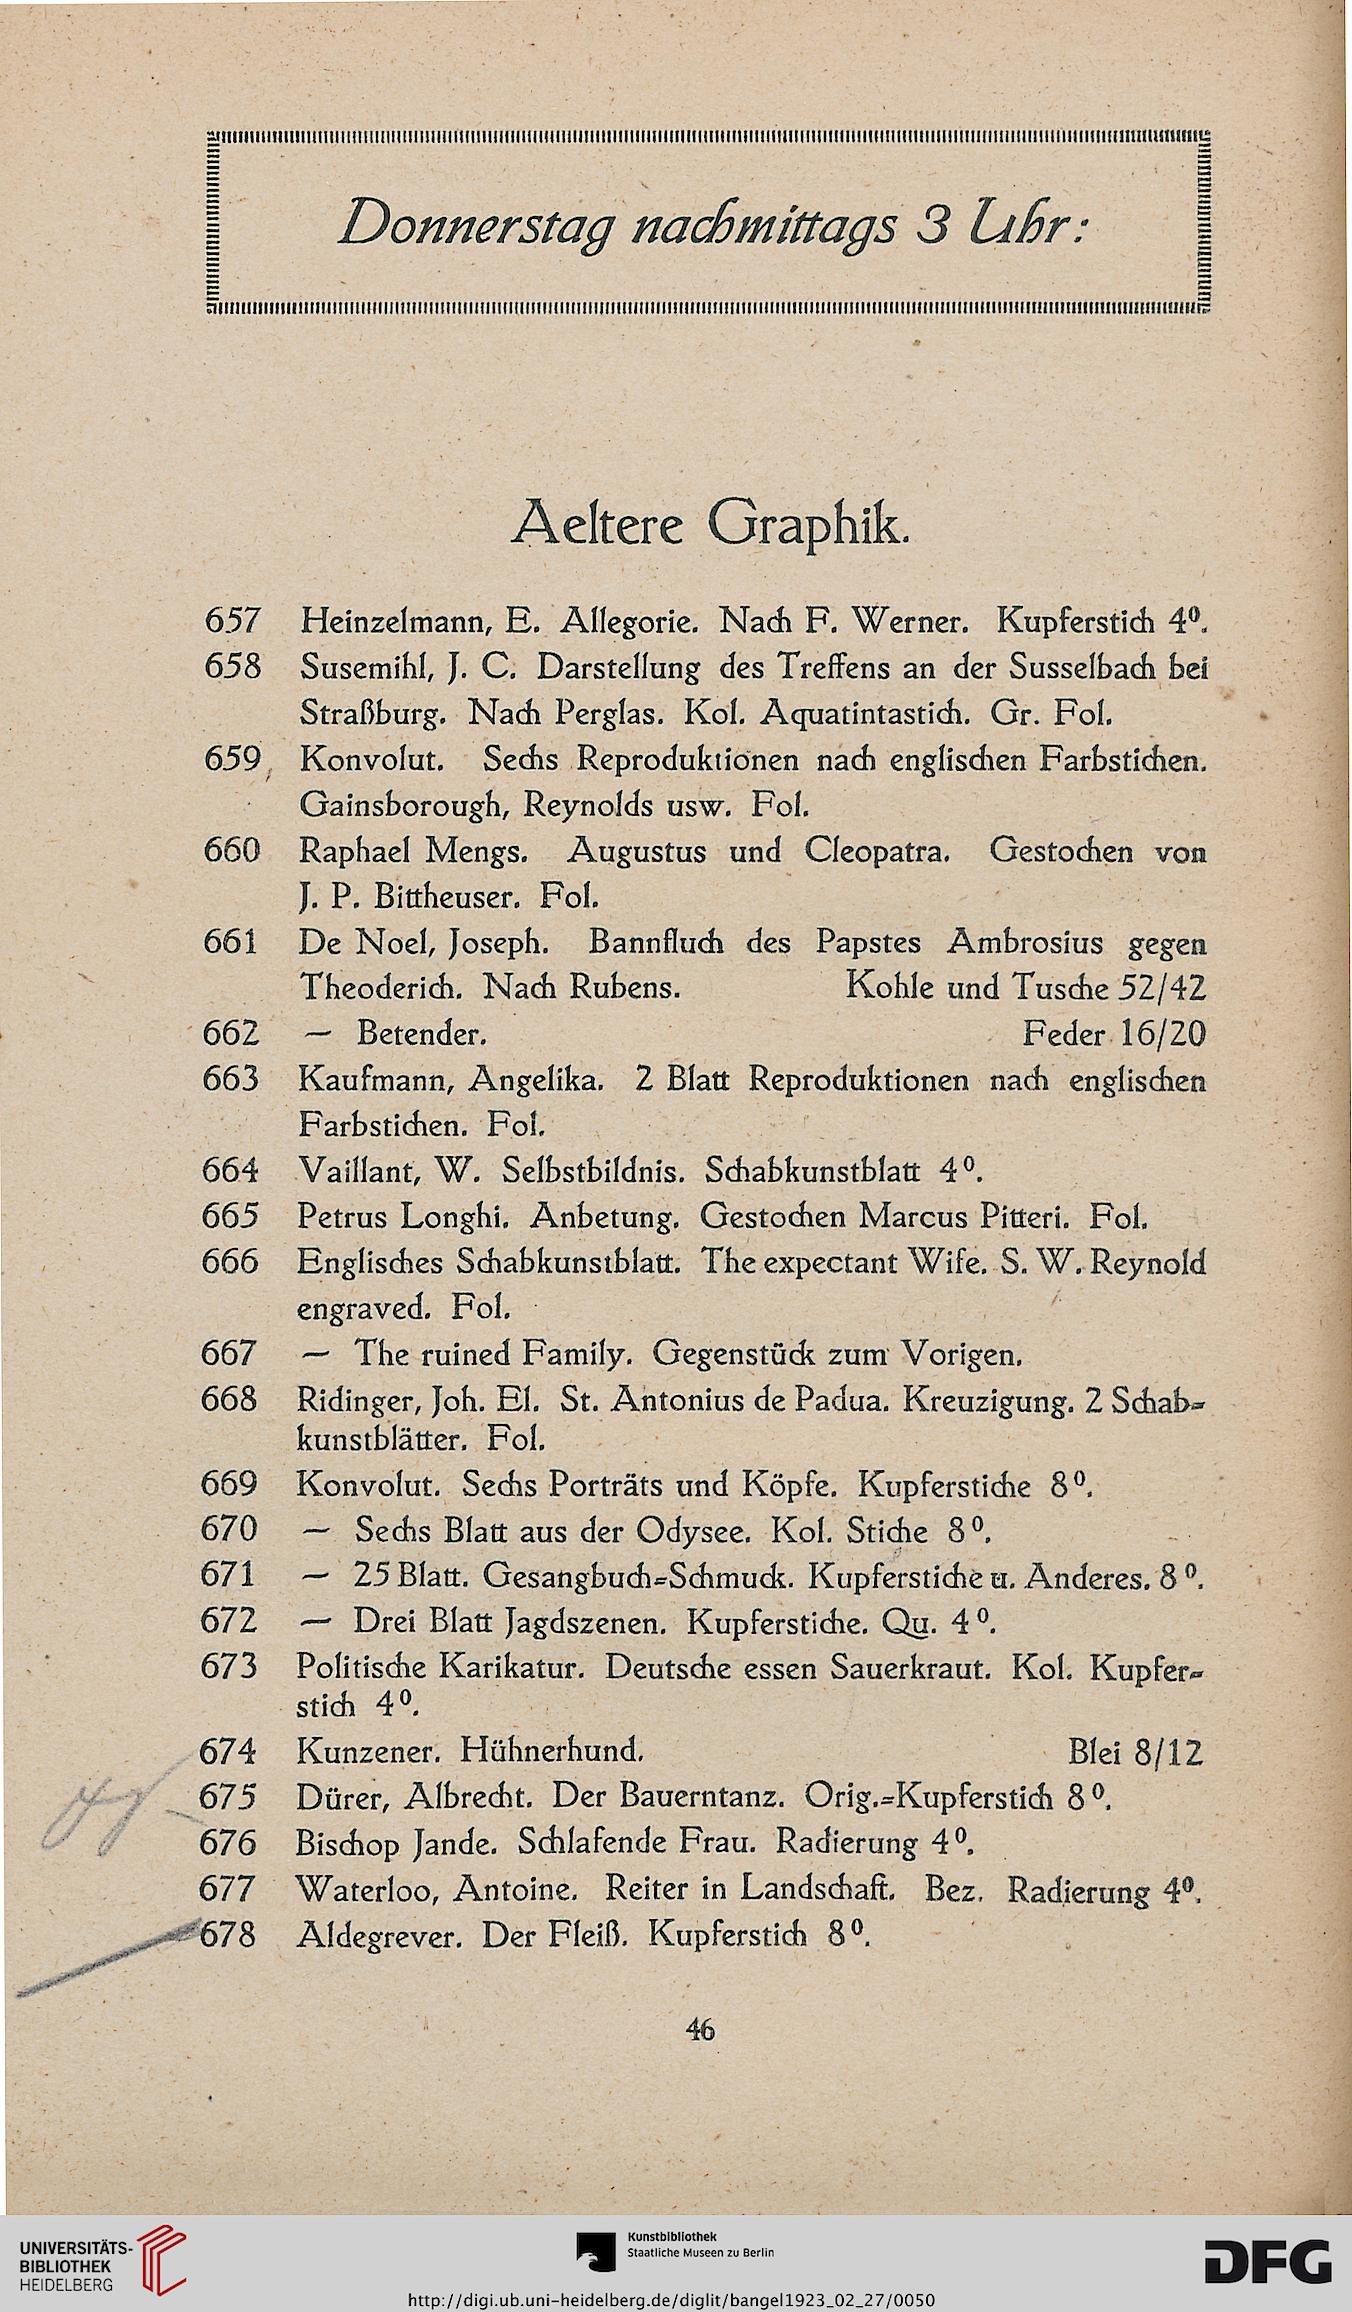 Donnerstag nachmittags 3 Uhr:
Aeltere Graphik.
657 Heinzelmann, E. Allegorie. Nach F. Werner. Kupferstich 4⁰.
658 Susemihl, J. C. Darstellung des Treffens an der Susselbach bei
Straßburg. Nach Perglas. Kol. Aquatintastich. Gr. Fol.
659 Konvolut. Sechs Reproduktionen nach englischen Farbstichen.
Gainsborough, Reynolds usw. Fol.
660 Raphael Mengs. Augustus und Cleopatra. Gestochen von
J. P. Bittheuser. Fol.
661 De Noel, Joseph. Bannfluch des Papstes Ambrosius gegen
Theoderich. Nach Rubens. Kohle und Tusche 52/42
662 — Betender. Feder 16/20
663 Kaufmann, Angelika. 2 Blatt Reproduktionen nach englischen
Farbstichen. Fol.
664 Vaillant, W. Selbstbildnis. Schabkunstblatt 4⁰.
665 Petrus Longhi. Anbetung. Gestochen Marcus Pitteri. Fol.
666 Englisches Schabkunstblatt. The expectant Wife. S. W. Reynold
engraved. Fol.
667 — The ruined Family. Gegenstück zum Vorigen.
668 Ridinger, Joh. El. St. Antonius de Padua. Kreuzigung. 2 Schab-
kunstblätter. Fol.
669 Konvolut. Sechs Porträts und Köpfe. Kupferstiche 8⁰.
670 — Sechs Blatt aus der Odysee. Kol. Stiche 8⁰.
671 — 25 Blatt. Gesangbuch-Schmuck. Kupferstiche u. Anderes. 8⁰.
672 — Drei Blatt Jagdszenen. Kupferstiche. Qu. 4⁰.
673 Politische Karikatur. Deutsche essen Sauerkraut. Kol. Kupfer-
stich 4⁰.
674 Kunzener. Hühnerhund. Blei 8/12
675 Dürer, Albrecht. Der Bauerntanz. Orig.-Kupferstich 8⁰.
676 Bischop Jande. Schlafende Frau. Radierung 4⁰.
677 Waterloo, Antoine. Reiter in Landschaft. Bez. Radierung 4⁰.
678 Aldegrever. Der Fleiß. Kupferstich 8⁰.
46
UNIVERSITÄTS-
BIBLIOTHEK
HEIDELBERG
Kunstbibliothek
Staatliche Museen zu Berlin
DFG
http://digi.ub.uni-heidelberg.de/diglit/bangel1923_02_27/0050